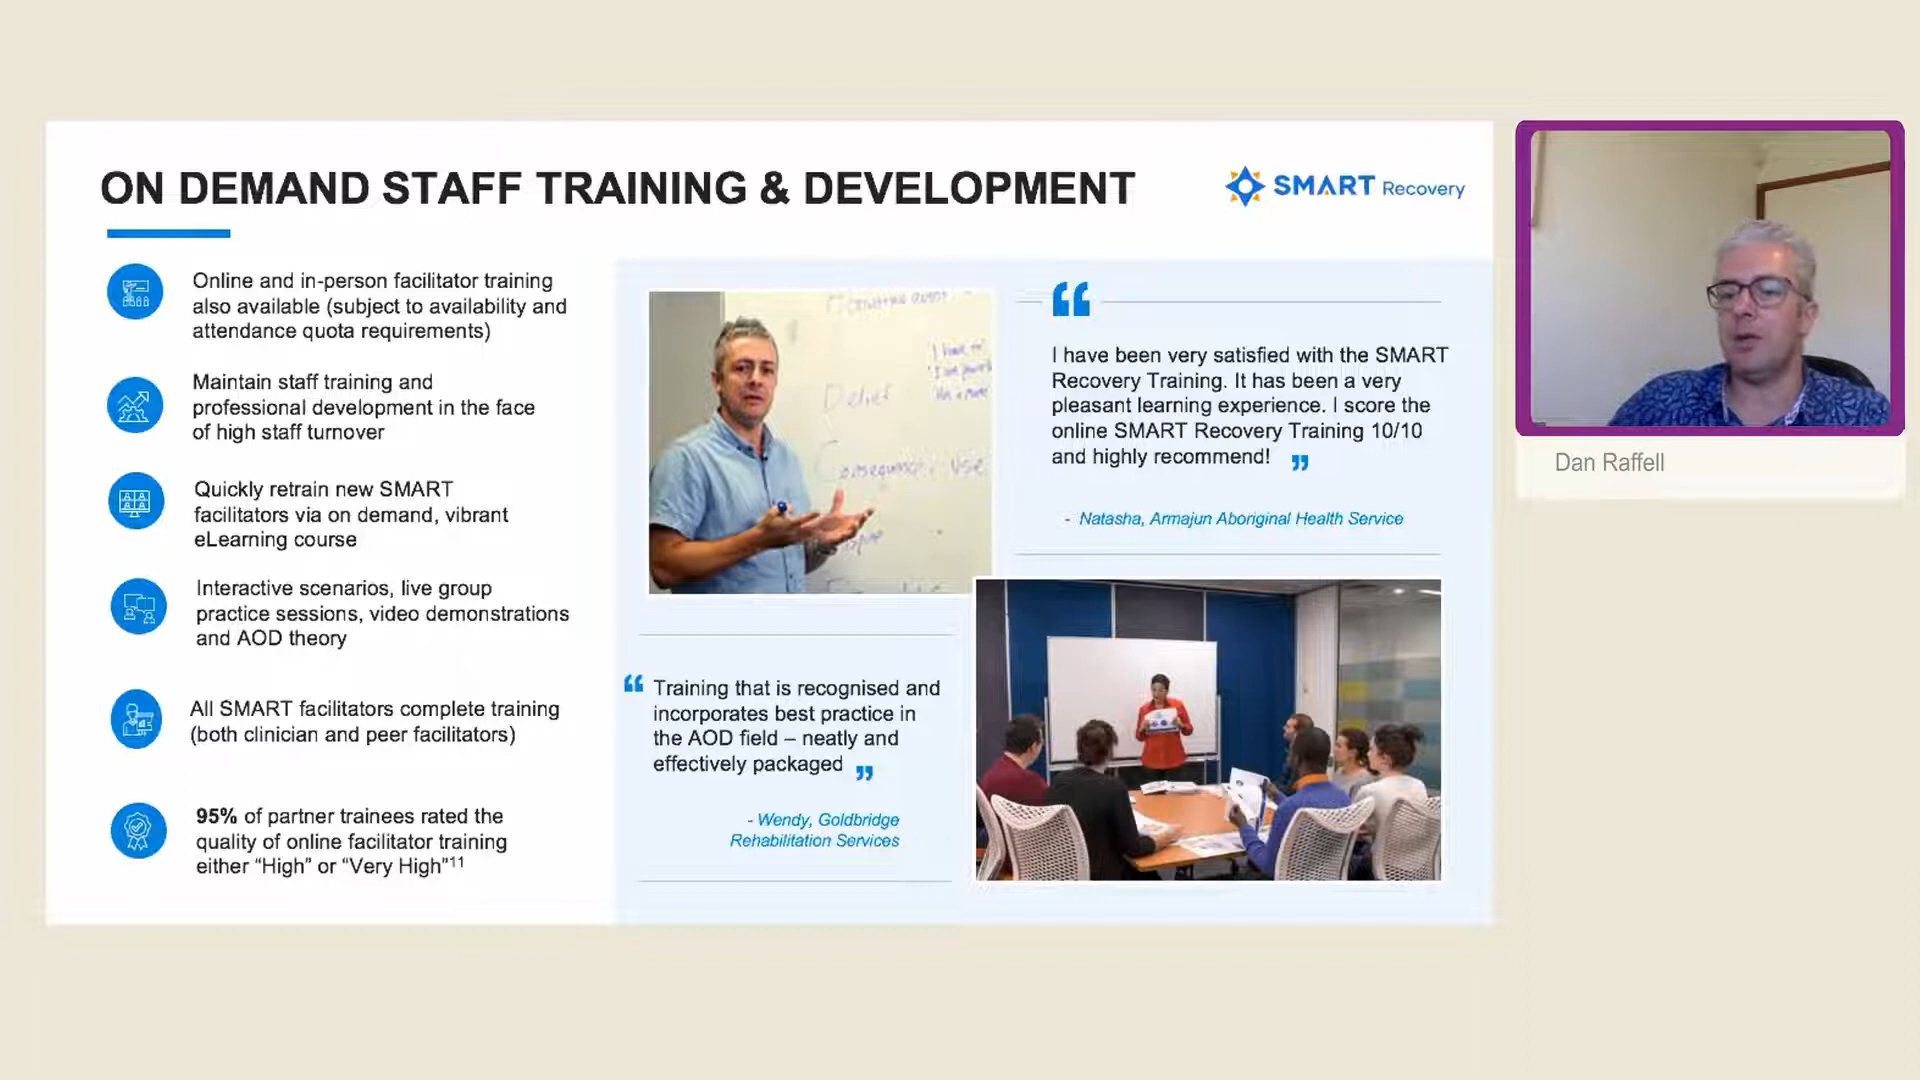 ON DEMAND STAFF TRAINING & DEVELOPMENT
SMART Recovery
Online and in-person facilitator training
also available (subject to availability and
attendance quota requirements)
Maintain staff training and
professional development in the face
of high staff turnover
Quickly retrain new SMART
facilitators via on demand, vibrant
eLearning course
Interactive scenarios, live group
practice sessions, video demonstrations
and AOD theory
All SMART facilitators complete training
(both clinician and peer facilitators)
95% of partner trainees rated the
quality of online facilitator training
either “High” or “Very High”11
“
I have been very satisfied with the SMART
Recovery Training. It has been a very
pleasant learning experience. I score the
online SMART Recovery Training 10/10
and highly recommend! ”
- Natasha, Armajun Aboriginal Health Service
“ Training that is recognised and
incorporates best practice in
the AOD field – neatly and
effectively packaged ”
- Wendy, Goldbridge
Rehabilitation Services
Dan Raffell